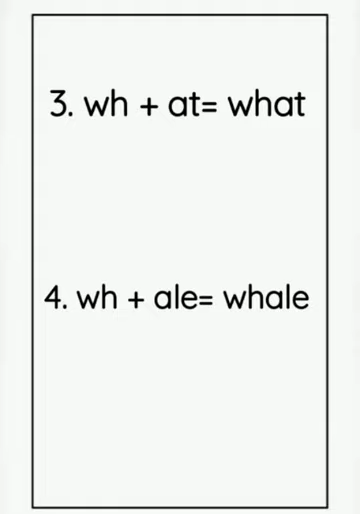 3. wh + at= what
4. wh + ale= whale